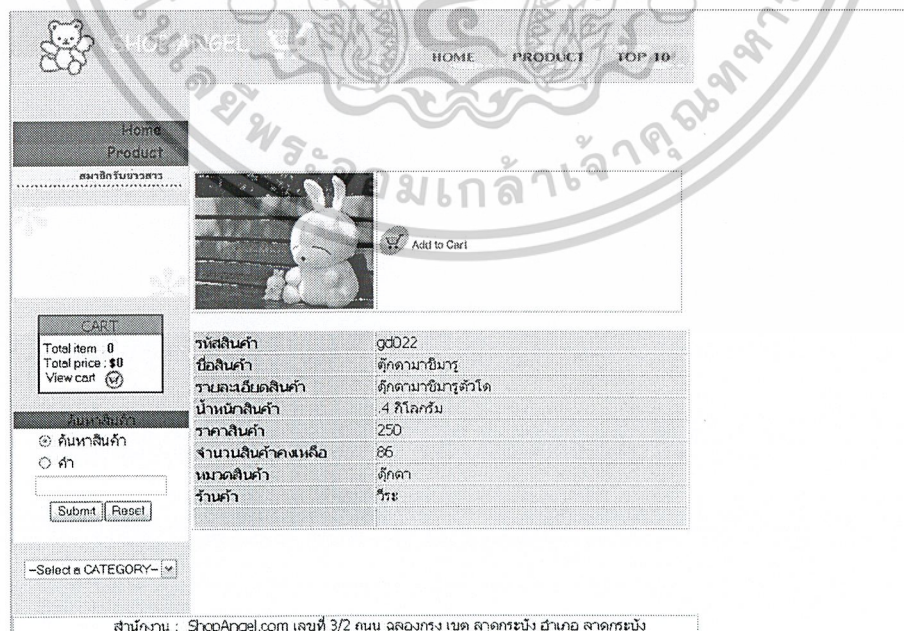 SHOP ANGEL
HOME PRODUCT TOP 10
Home
Product
สมาชิกรับข่าวสาร
Add to Cart
CART
Total item : 0
Total price : $0
View cart
ค้นหาสินค้า
ค้นหาสินค้า
คำ
Submit Reset
--Select a CATEGORY--
รหัสสินค้า gd022
ชื่อสินค้า ตุ๊กตามาชิมารุ
รายละเอียดสินค้า ตุ๊กตามาชิมารุตัวโต
น้ำหนักสินค้า .4 กิโลกรัม
ราคาสินค้า 250
จำนวนสินค้าคงเหลือ 86
หมวดสินค้า ตุ๊กตา
ร้านค้า วีระ
สำนักงาน : ShopAngel.com เลขที่ 3/2 ถนน ฉลองกรุง เขต ลาดกระบัง อำเภอ ลาดกระบัง